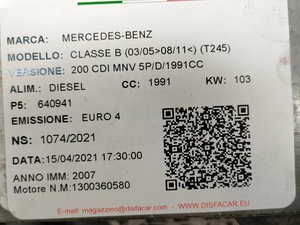 MARCA: MERCEDES-BENZ
MODELLO: CLASSE B (03/05>08/11<) (T245)
VERSIONE: 200 CDI MNV 5P/D/1991CC
ALIM.: DIESEL CC: 1991 KW: 103
P5: 640941
EMISSIONE: EURO 4
NS: 1074/2021
DATA:15/04/2021 17:30:00
ANNO IMM: 2007
Motore N.M:1300360580
E-mail: magazzino@disfacar.eu WWW.DISFACAR.EU